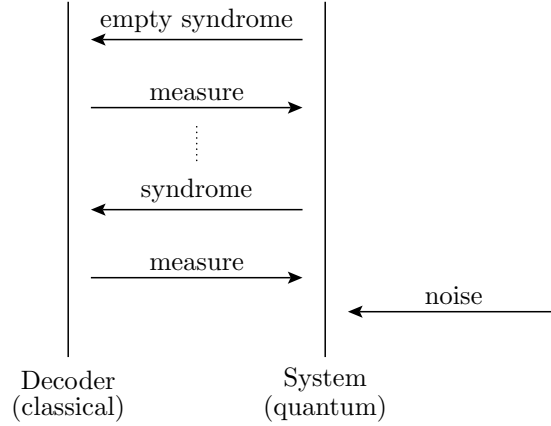 empty syndrome
measure
syndrome
measure
noise
Decoder
(classical)
System
(quantum)